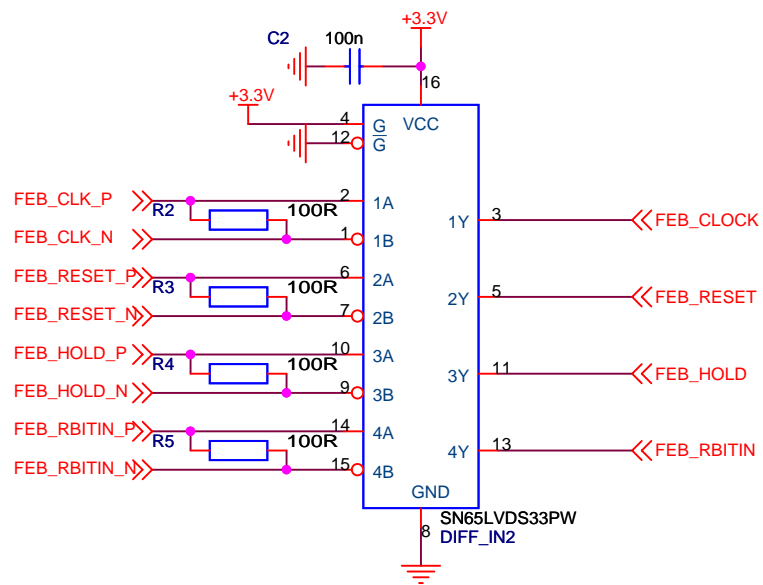 +3.3V
C2 100n
16
+3.3V
4 G VCC
12 G
FEB_CLK_P 2 1A
R2 100R
1Y 3 FEB_CLOCK
FEB_CLK_N 1 1B
FEB_RESET_P 6 2A
R3 100R
2Y 5 FEB_RESET
FEB_RESET_N 7 2B
FEB_HOLD_P 10 3A
R4 100R
3Y 11 FEB_HOLD
FEB_HOLD_N 9 3B
FEB_RBITIN_P 14 4A
R5 100R
4Y 13 FEB_RBITIN
FEB_RBITIN_N 15 4B
GND
SN65LVDS33PW
8 DIFF_IN2